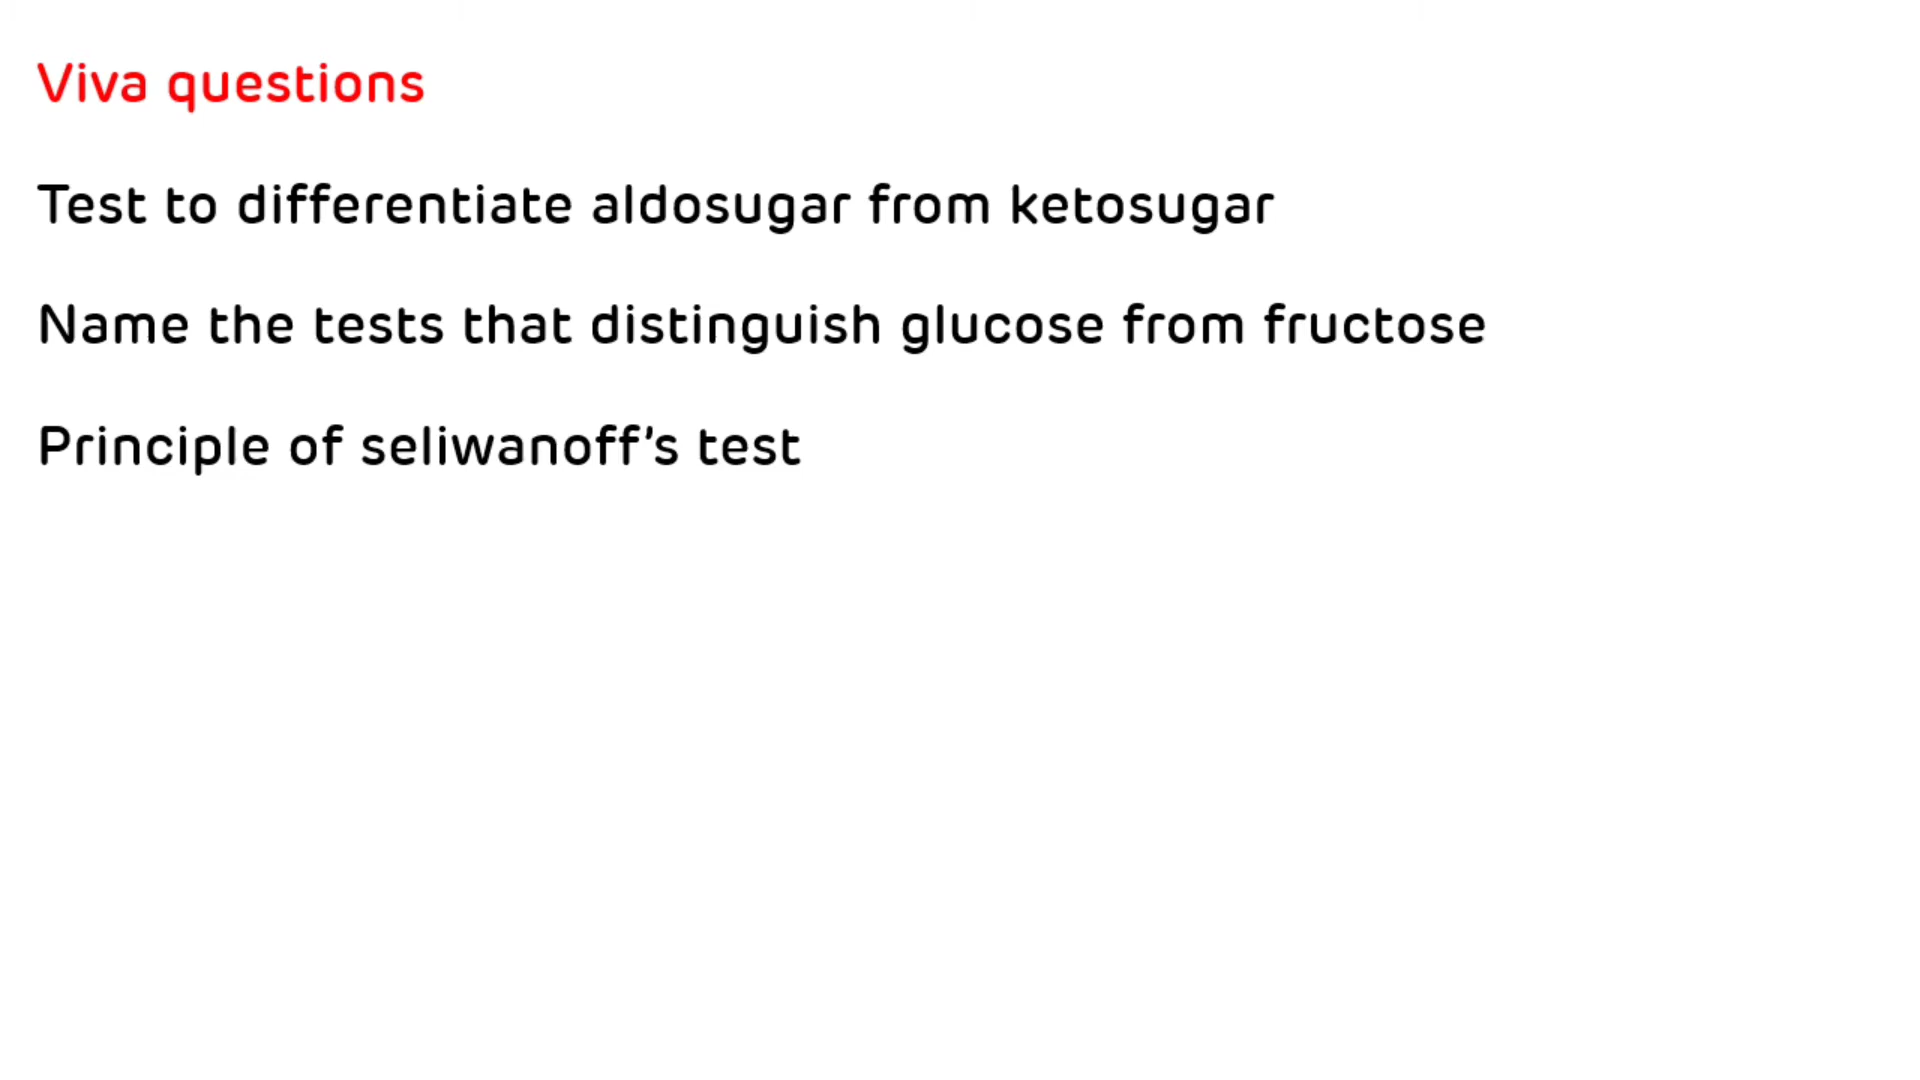 Viva questions
Test to differentiate aldosugar from ketosugar
Name the tests that distinguish glucose from fructose
Principle of seliwanoff’s test